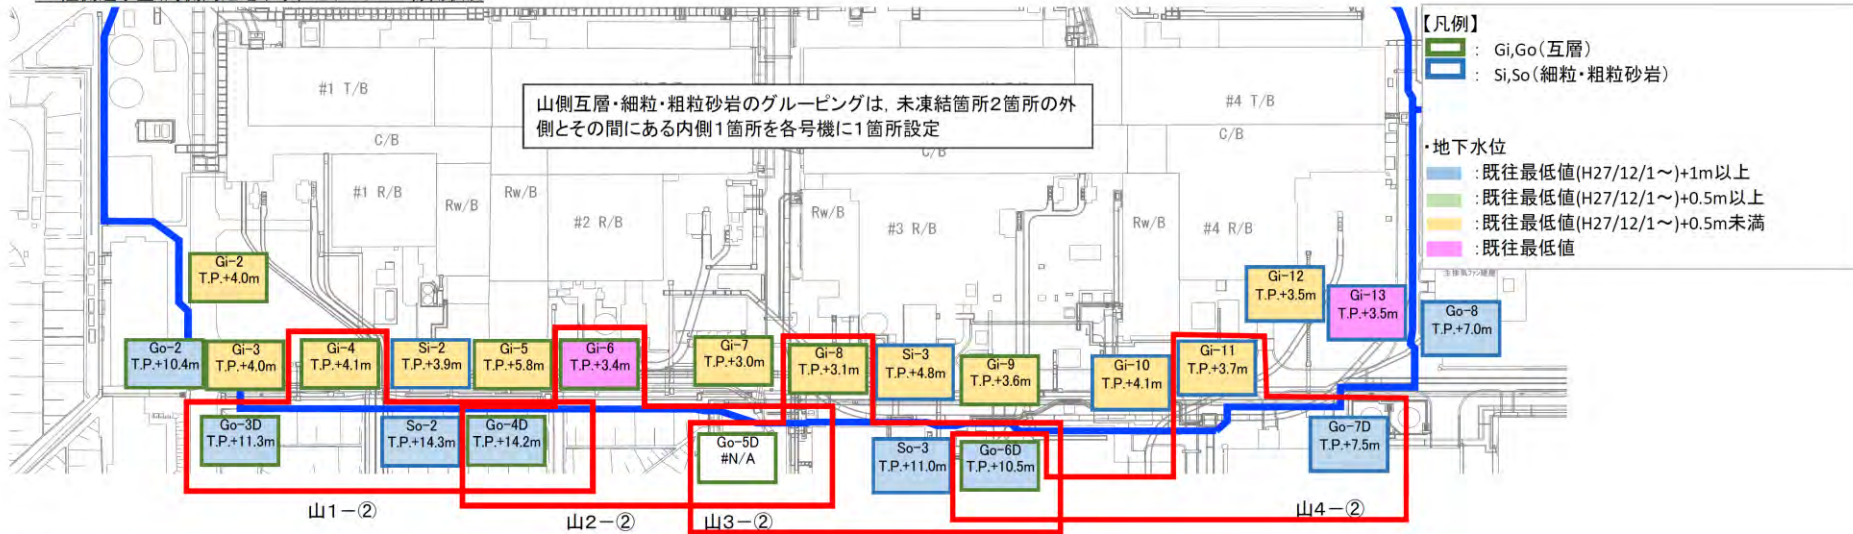 【凡例】
: Gi,Go(互層)
: Si,So(細粒・粗粒砂岩)
・地下水位
:既往最低値(H27/12/1～)+1m以上
:既往最低値(H27/12/1～)+0.5m以上
:既往最低値(H27/12/1～)+0.5m未満
:既往最低値
山側互層・細粒・粗粒砂岩のグルーピングは，未凍結箇所2箇所の外
側とその間にある内側1箇所を各号機に1箇所設定
#1 T/B
#4 T/B
C/B
C/B
C/B
#1 R/B
Rw/B
Rw/B
#2 R/B
Rw/B
#3 R/B
Rw/B
#4 R/B
Gi-2
T.P.+4.0m
Gi-12
T.P.+3.5m
Gi-13
T.P.+3.5m
Go-8
T.P.+7.0m
Go-2
T.P.+10.4m
Gi-3
T.P.+4.0m
Gi-4
T.P.+4.1m
Si-2
T.P.+3.9m
Gi-5
T.P.+5.8m
Gi-6
T.P.+3.4m
Gi-7
T.P.+3.0m
Gi-8
T.P.+3.1m
Si-3
T.P.+4.8m
Gi-9
T.P.+3.6m
Gi-10
T.P.+4.1m
Gi-11
T.P.+3.7m
Go-3D
T.P.+11.3m
So-2
T.P.+14.3m
Go-4D
T.P.+14.2m
Go-5D
#N/A
So-3
T.P.+11.0m
Go-6D
T.P.+10.5m
Go-7D
T.P.+7.5m
山1－②
山2－②
山3－②
山4－②